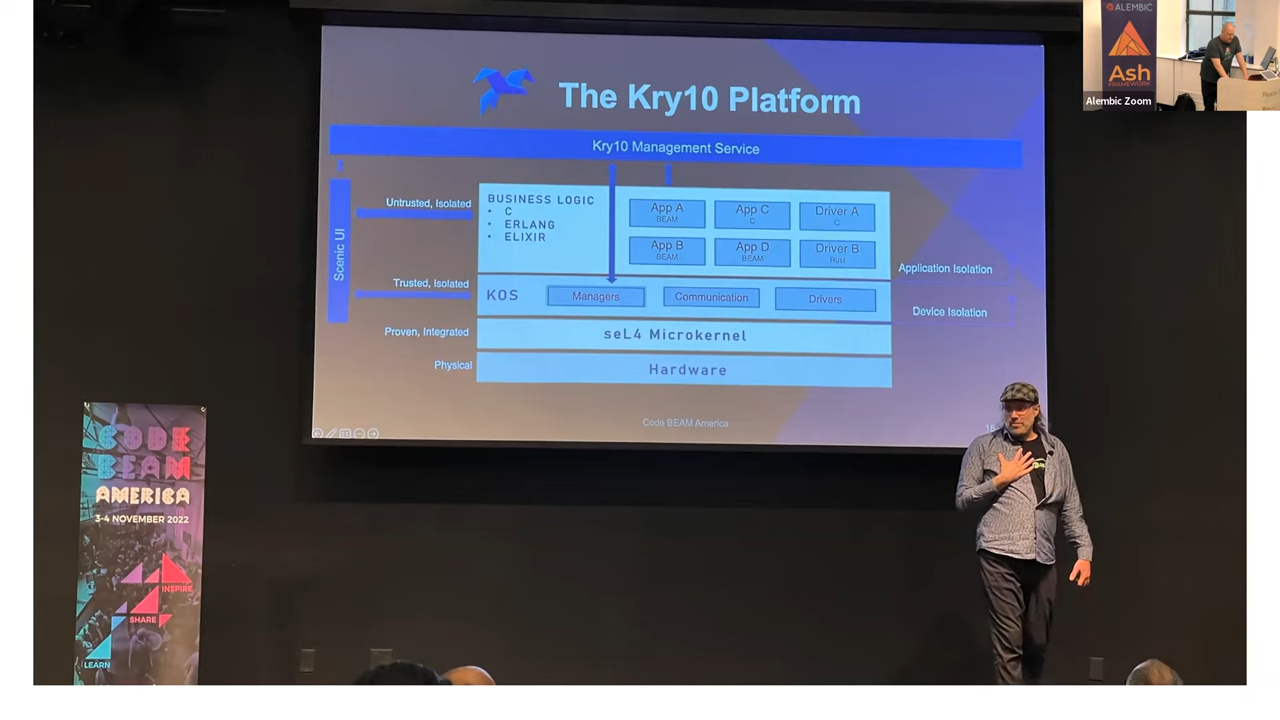 The Kry10 Platform
Kry10 Management Service
Scenic UI
Untrusted, Isolated
Trusted, Isolated
Proven, Integrated
Physical
BUSINESS LOGIC
• C
• ERLANG
• ELIXIR
App A
BEAM
App C
C
Driver A
C
App B
BEAM
App D
BEAM
Driver B
Rust
KOS
Managers
Communication
Drivers
seL4 Microkernel
Hardware
Application Isolation
Device Isolation
Code BEAM America
16
CODE
BEAM
AMERICA
3-4 NOVEMBER 2022
INSPIRE
SHARE
LEARN
ALEMBIC
Ash
FRAMEWORK
Alembic Zoom